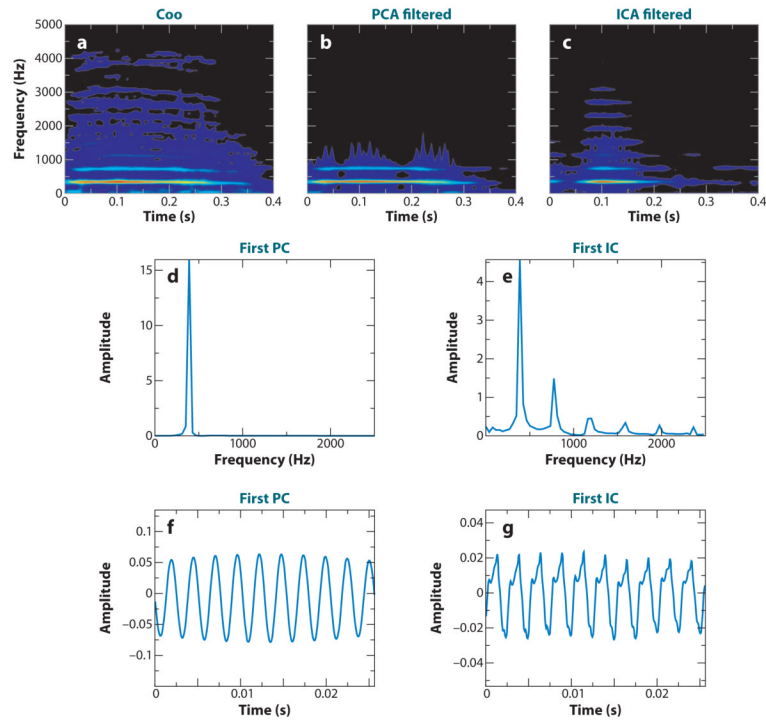 Coo
PCA filtered
ICA filtered
a
b
c
Frequency (Hz)
5000
4000
3000
2000
1000
0
0 0.1 0.2 0.3 0.4
0 0.1 0.2 0.3 0.4
0 0.1 0.2 0.3 0.4
Time (s)
Time (s)
Time (s)
First PC
d
Amplitude
15
10
5
0
0 1000 2000
Frequency (Hz)
First IC
e
Amplitude
4
3
2
1
0
0 1000 2000
Frequency (Hz)
First PC
f
Amplitude
0.1
0.05
0
−0.05
−0.1
0 0.01 0.02
Time (s)
First IC
g
Amplitude
0.04
0.02
0
−0.02
−0.04
0 0.01 0.02
Time (s)